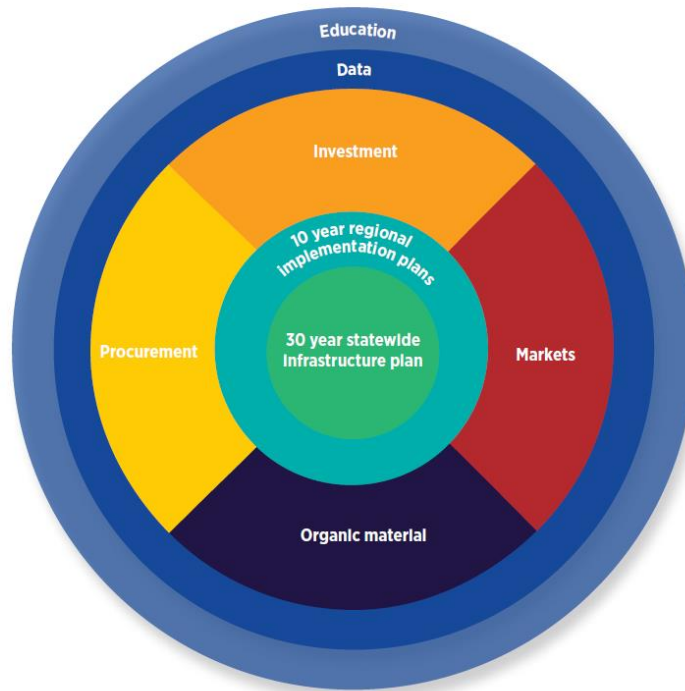 Education
Data
Investment
10 year regional
implementation plans
Procurement
30 year statewide
Infrastructure plan
Markets
Organic material